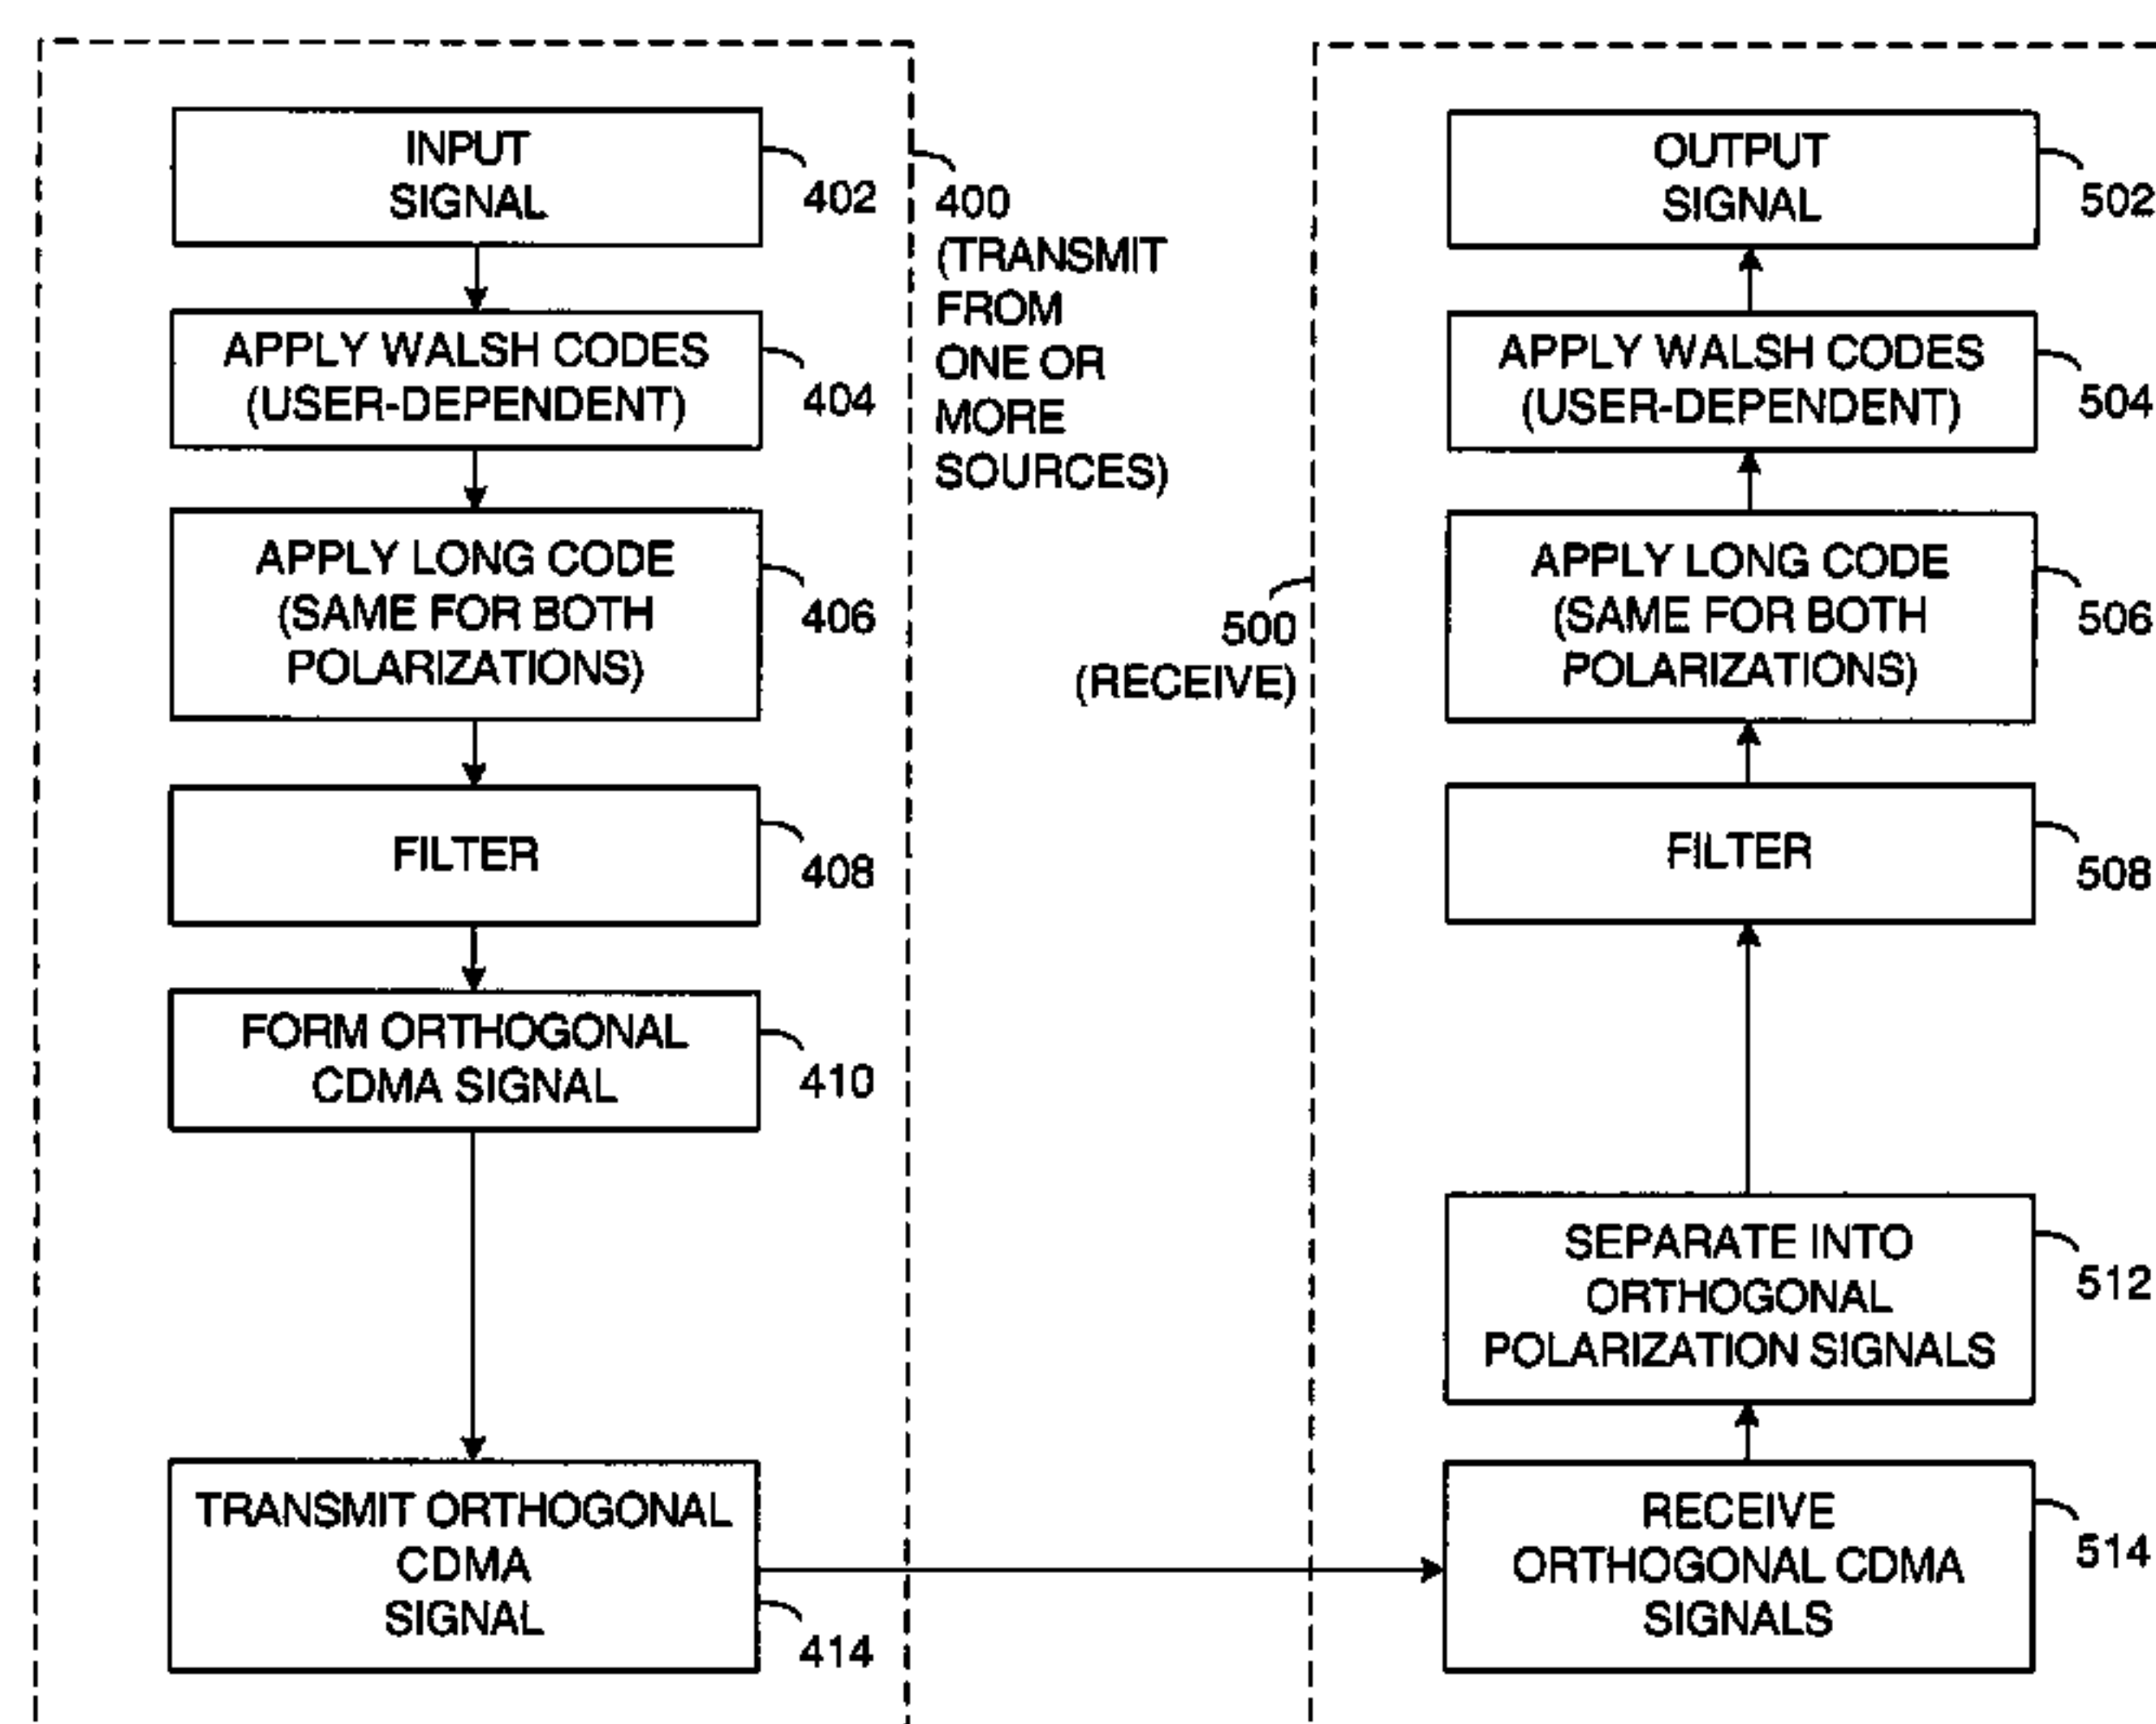 INPUT
SIGNAL
402
APPLY WALSH CODES
(USER-DEPENDENT)
404
APPLY LONG CODE
(SAME FOR BOTH
POLARIZATIONS)
406
FILTER
408
FORM ORTHOGONAL
CDMA SIGNAL
410
TRANSMIT ORTHOGONAL
CDMA
SIGNAL
414
400
(TRANSMIT
FROM
ONE OR
MORE
SOURCES)
500
(RECEIVE)
OUTPUT
SIGNAL
502
APPLY WALSH CODES
(USER-DEPENDENT)
504
APPLY LONG CODE
(SAME FOR BOTH
POLARIZATIONS)
506
FILTER
508
SEPARATE INTO
ORTHOGONAL
POLARIZATION SIGNALS
512
RECEIVE
ORTHOGONAL CDMA
SIGNALS
514